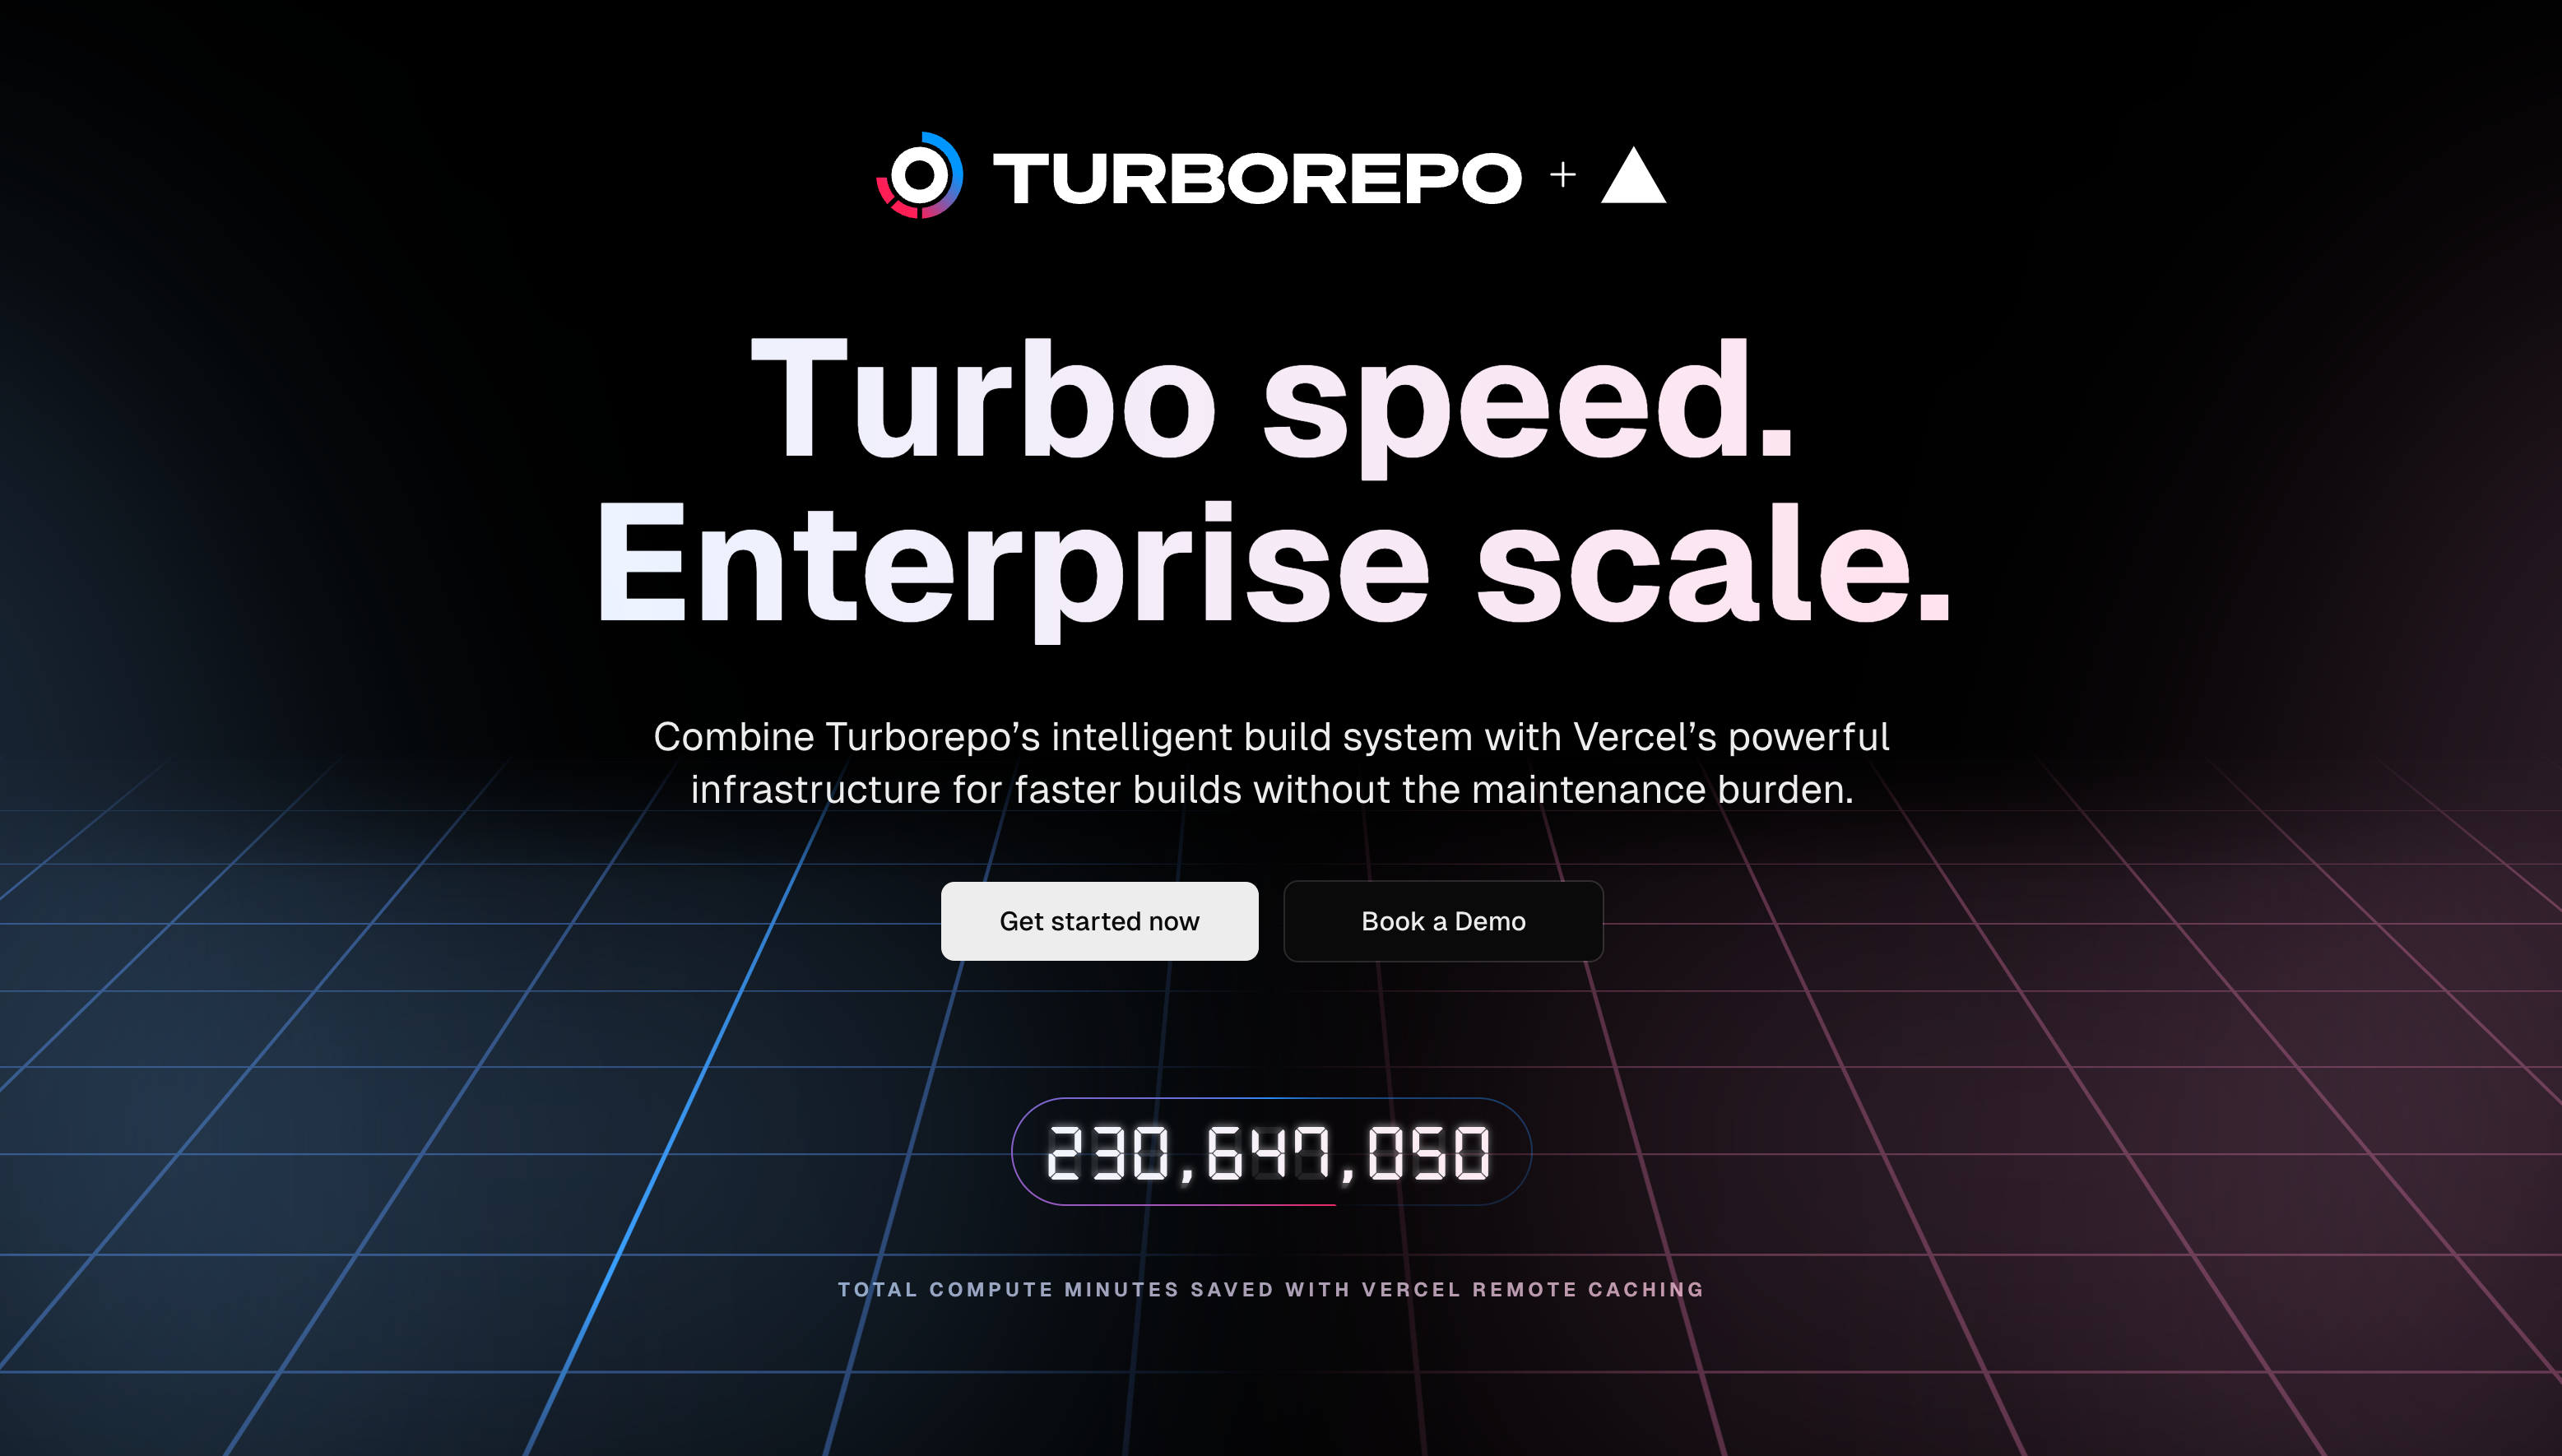 TURBOREPO +
Turbo speed.
Enterprise scale.
Combine Turborepo’s intelligent build system with Vercel’s powerful
infrastructure for faster builds without the maintenance burden.
Get started now
Book a Demo
230,647,050
TOTAL COMPUTE MINUTES SAVED WITH VERCEL REMOTE CACHING